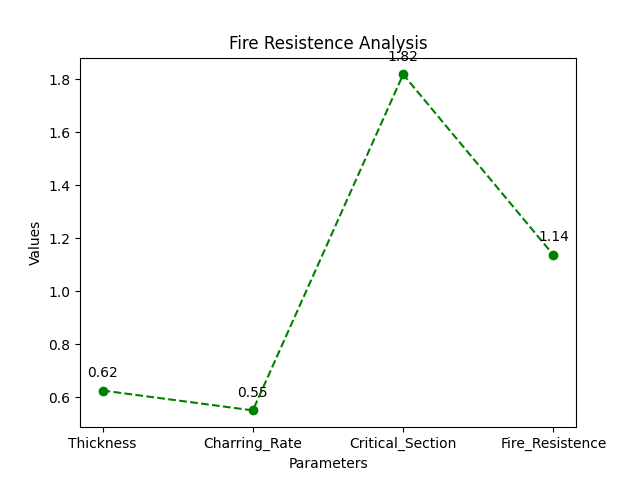 Fire Resistence Analysis
1.82
1.8
1.6
1.4
1.2
1.0
0.8
0.6
Values
1.14
0.62
0.55
Thickness Charring_Rate Critical_Section Fire_Resistence
Parameters